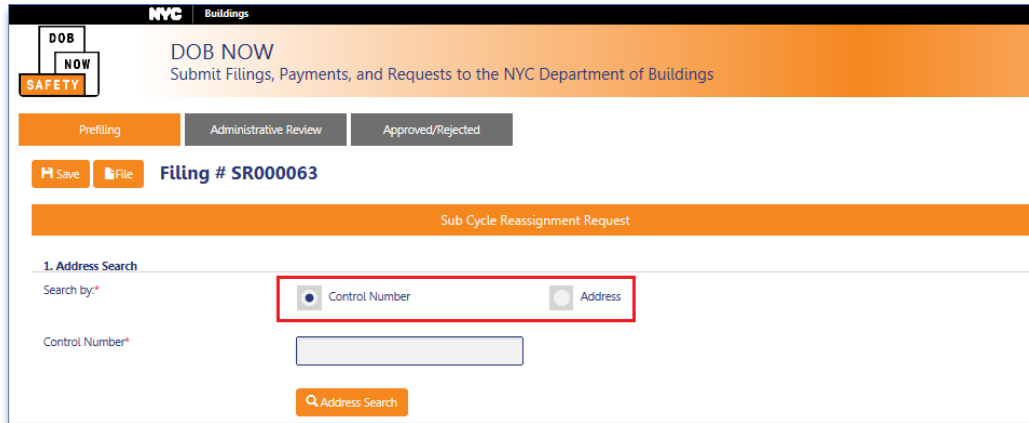 NYC Buildings
DOB
NOW
SAFETY
DOB NOW
Submit Filings, Payments, and Requests to the NYC Department of Buildings
Prefiling Administrative Review Approved/Rejected
Save File Filing # SR000063
Sub Cycle Reassignment Request
1. Address Search
Search by:* Control Number Address
Control Number*
Address Search